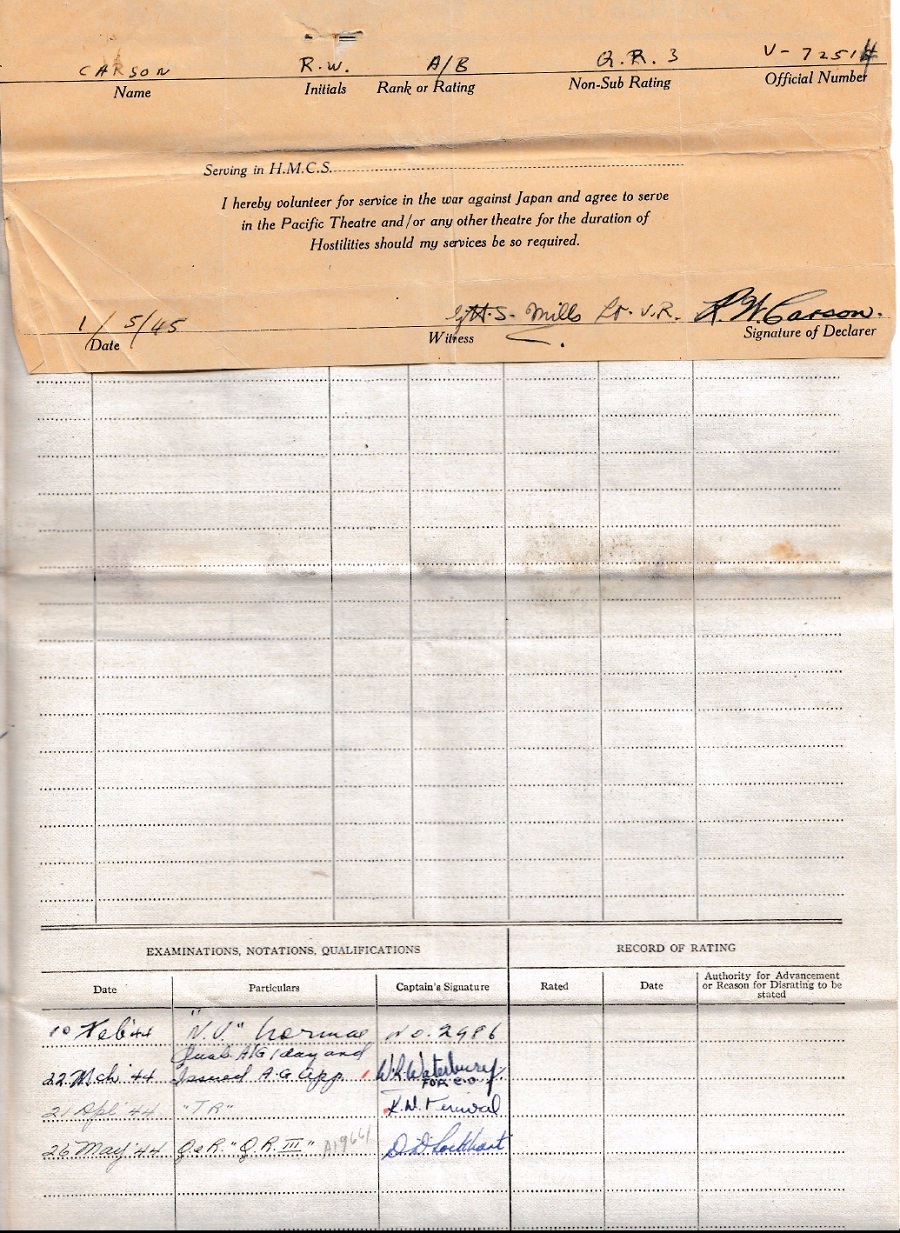 CARSON R.W. A/B Q.R. 3 V-72514
Name Initials Rank or Rating Non-Sub Rating Official Number
Serving in H.M.C.S.
I hereby volunteer for service in the war against Japan and agree to serve
in the Pacific Theatre and/or any other theatre for the duration of
Hostilities should my services be so required.
1/5/45 S. Mills Lt. V.R. R.W. Carson.
Date Witness Signature of Declarer
EXAMINATIONS, NOTATIONS, QUALIFICATIONS RECORD OF RATING
Date Particulars Captain's Signature Rated Date Authority for Advancement
or Reason for Disrating to be
stated
10 Feb 44 "N.V." Normal No. 2986
Qual. A.G. day and
22 Mch 44 Issued A.G. app. W.R. Waterbury
FOR C.O.
21 Apl 44 "TR"
26 May 44 "Q.R. III" D.D. Lockhart